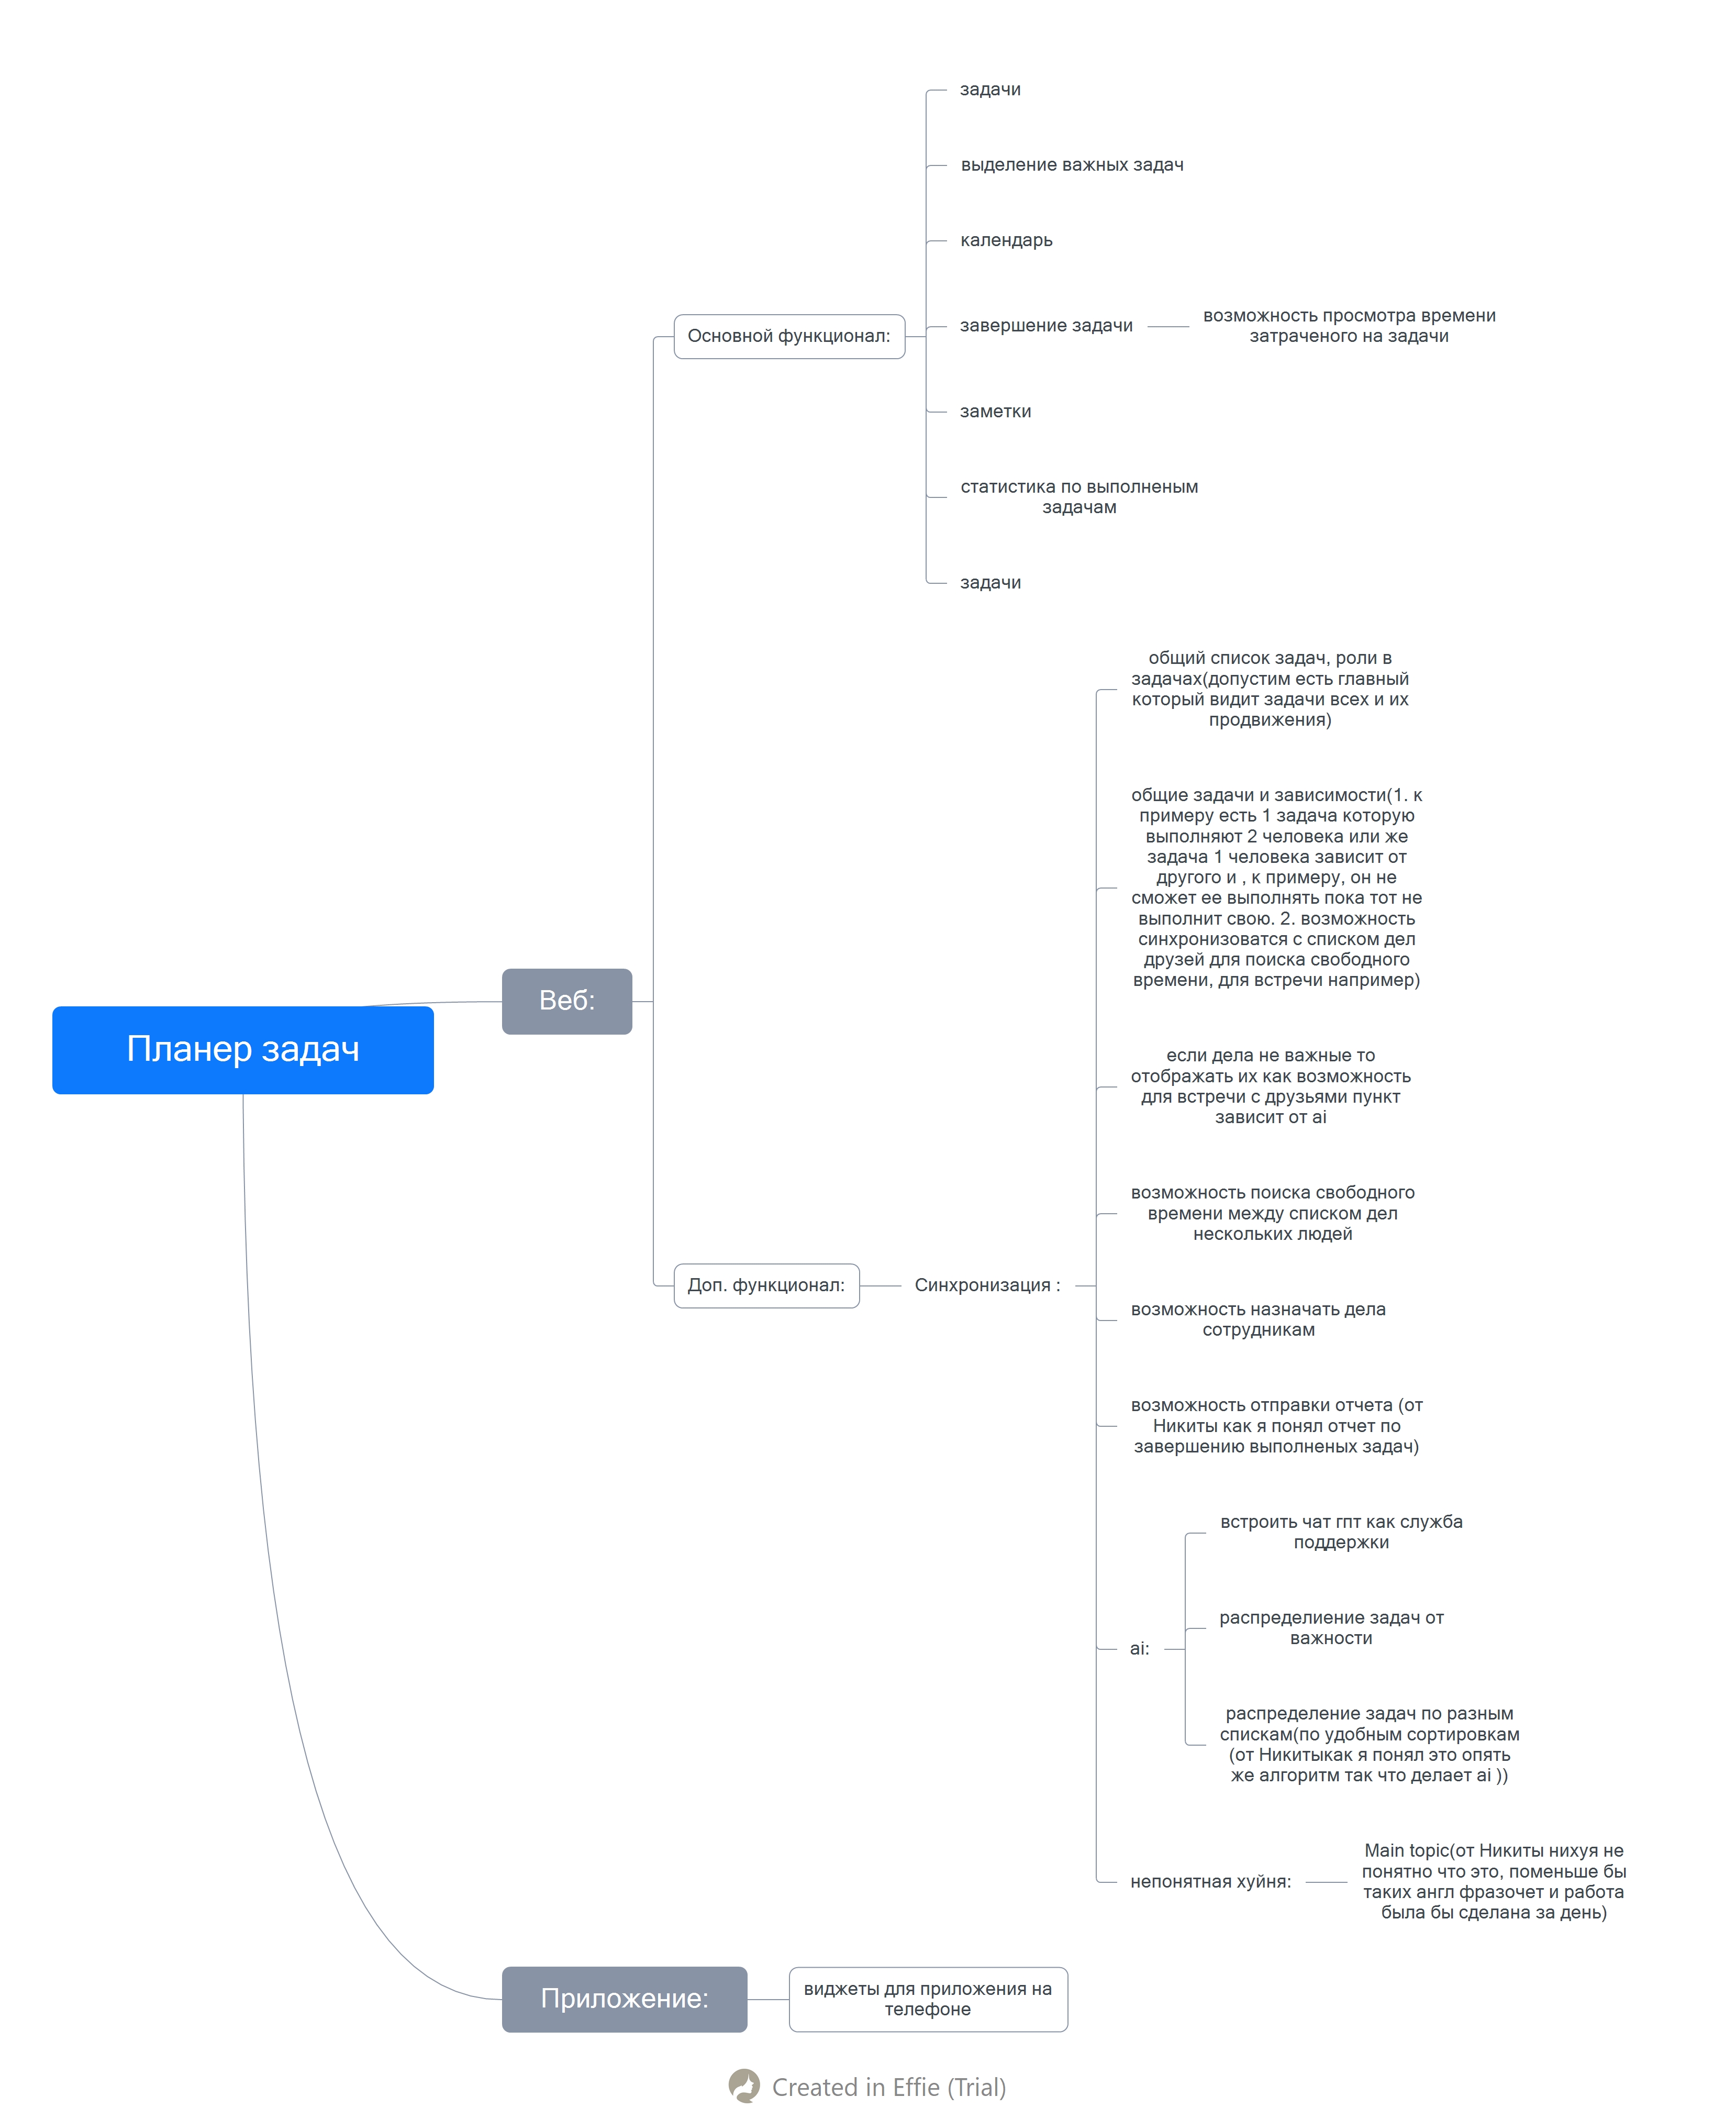 задачи
выделение важных задач
календарь
завершение задачи
возможность просмотра времени
затраченого на задачи
Основной функционал:
заметки
статистика по выполненым
задачам
задачи
общий список задач, роли в
задачах(допустим есть главный
который видит задачи всех и их
продвижения)
общие задачи и зависимости(1. к
примеру есть 1 задача которую
выполняют 2 человека или же
задача 1 человека зависит от
другого и , к примеру, он не
сможет ее выполнять пока тот не
выполнит свою. 2. возможность
синхронизоватся с списком дел
друзей для поиска свободного
времени, для встречи например)
Веб:
Планер задач
если дела не важные то
отображать их как возможность
для встречи с друзьями пункт
зависит от ai
возможность поиска свободного
времени между списком дел
нескольких людей
Доп. функционал:
Синхронизация :
возможность назначать дела
сотрудникам
возможность отправки отчета (от
Никиты как я понял отчет по
завершению выполненых задач)
встроить чат гпт как служба
поддержки
распределиение задач от
важности
ai:
распределение задач по разным
спискам(по удобным сортировкам
(от Никитыкак я понял это опять
же алгоритм так что делает ai ))
непонятная хуйня:
Main topic(от Никиты нихуя не
понятно что это, поменьше бы
таких англ фразочет и работа
была бы сделана за день)
Приложение:
виджеты для приложения на
телефоне
Created in Effie (Trial)